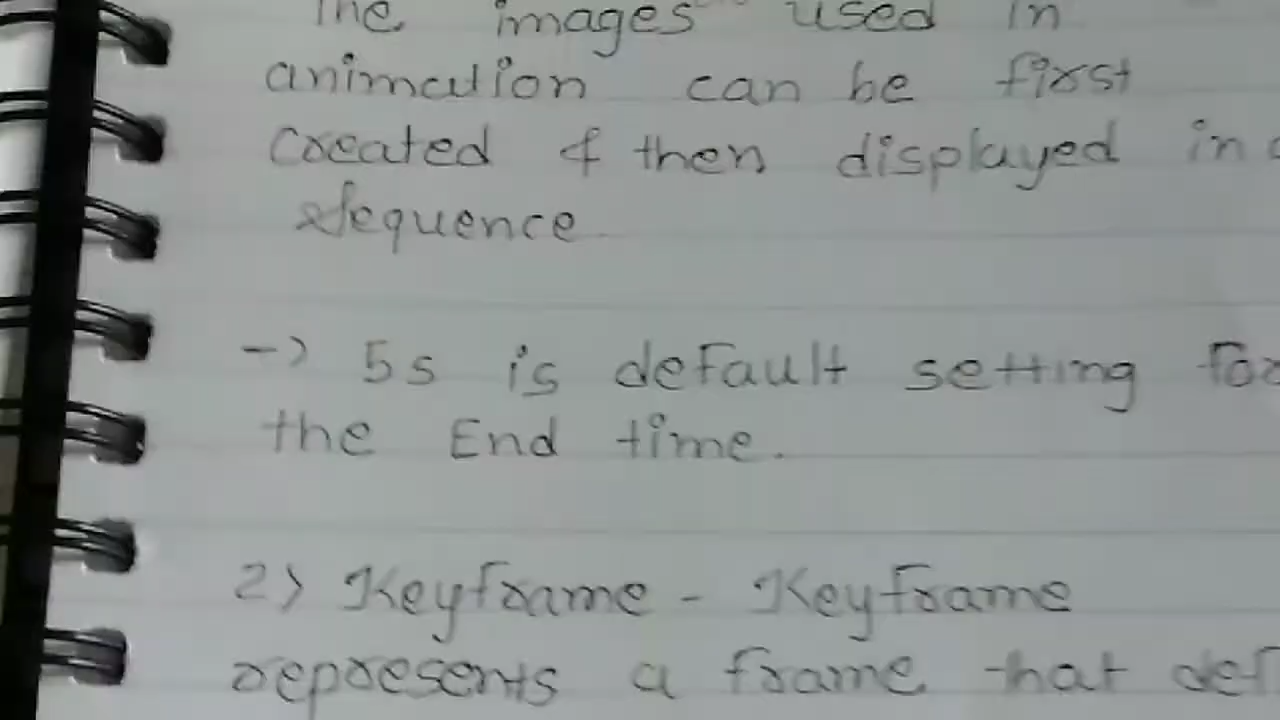 The images used in
animation can be first
created & then displayed in
sequence.
-> 5s is default setting for
the End time.
2) Keyframe - Keyframe
represents a frame that